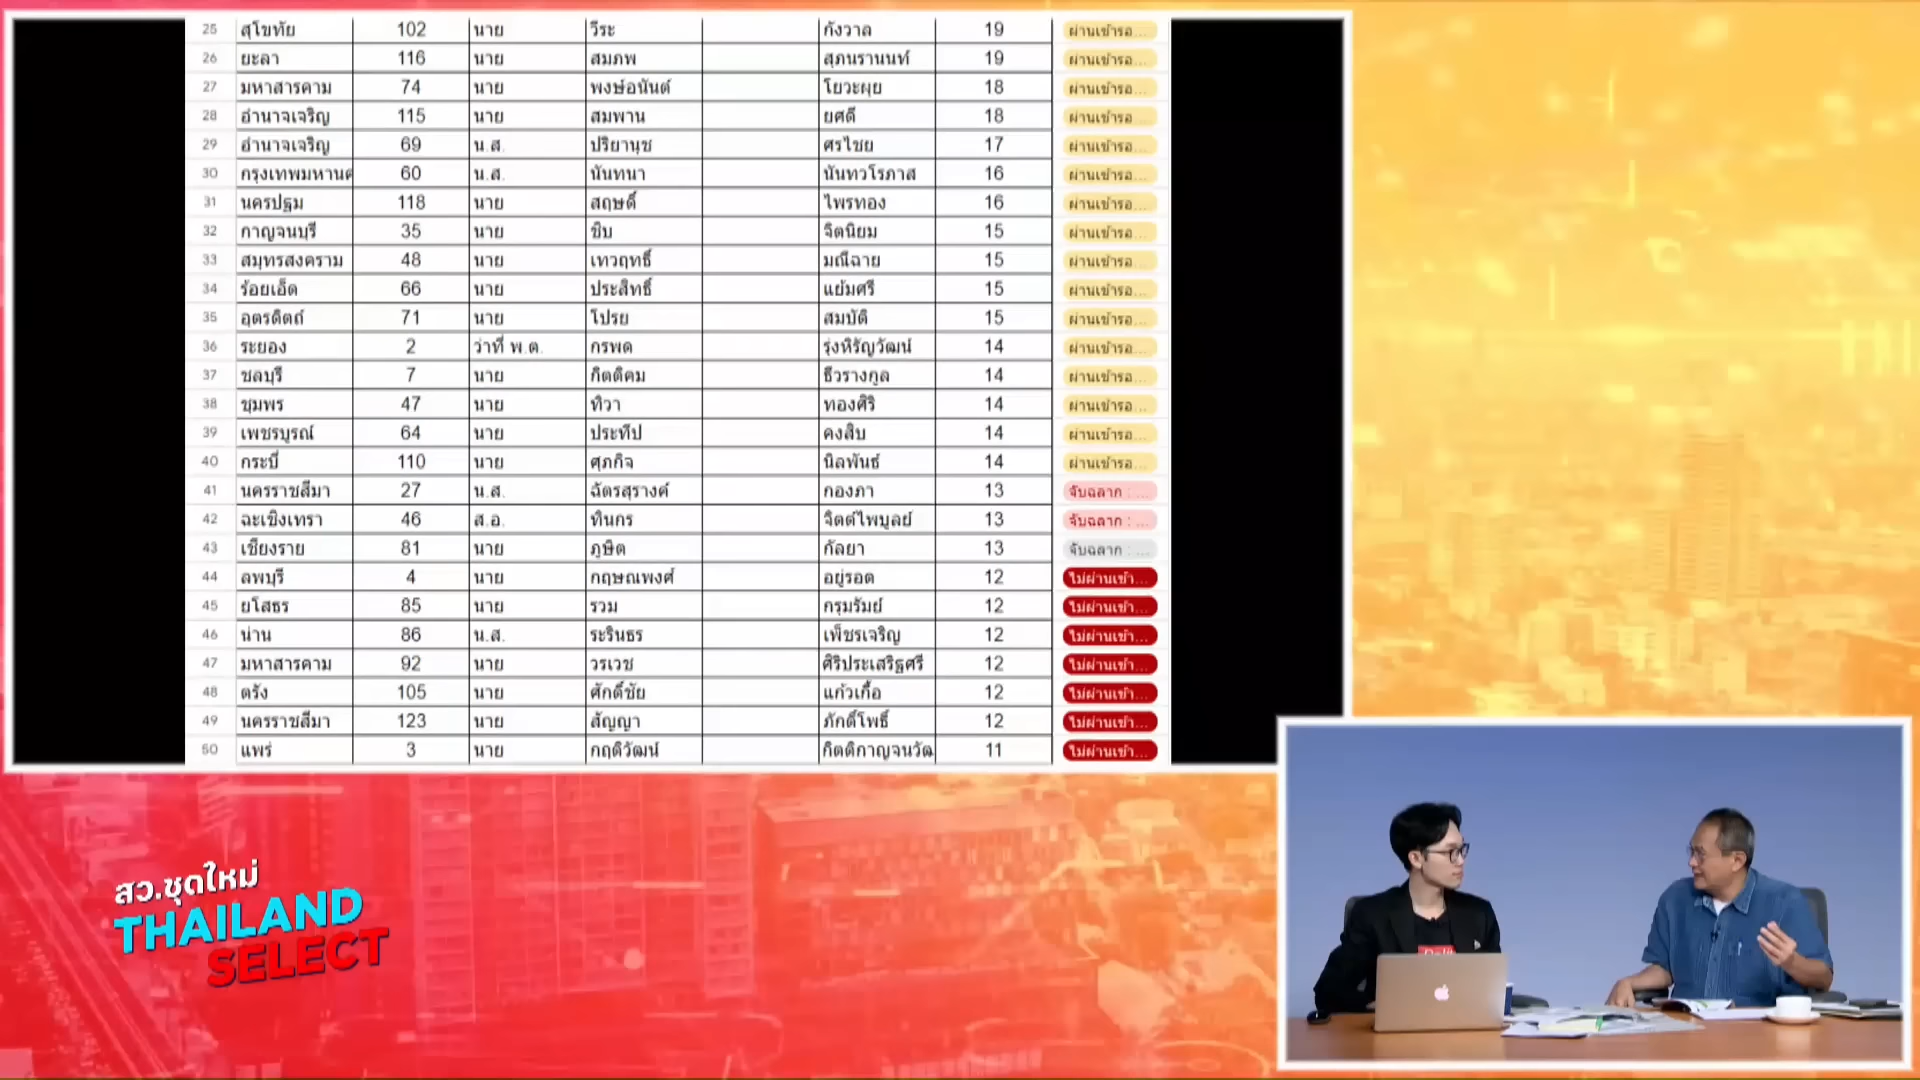 25 สุโขทัย 102 นาย วีระ กังวาล 19 ผ่านเข้ารอ...
26 ยะลา 116 นาย สมภพ สุภนรานนท์ 19 ผ่านเข้ารอ...
27 มหาสารคาม 74 นาย พงษ์อนันต์ โยวะผุย 18 ผ่านเข้ารอ...
28 อำนาจเจริญ 115 นาย สมพาน ยศดี 18 ผ่านเข้ารอ...
29 อำนาจเจริญ 69 น.ส. ปริยานุช ศรไชย 17 ผ่านเข้ารอ...
30 กรุงเทพมหานค 60 น.ส. นันทนา นันทวโรภาส 16 ผ่านเข้ารอ...
31 นครปฐม 118 นาย สฤษดิ์ ไพรทอง 16 ผ่านเข้ารอ...
32 กาญจนบุรี 35 นาย ชิบ จิตนิยม 15 ผ่านเข้ารอ...
33 สมุทรสงคราม 48 นาย เทวฤทธิ์ มณีฉาย 15 ผ่านเข้ารอ...
34 ร้อยเอ็ด 66 นาย ประสิทธิ์ แย้มศรี 15 ผ่านเข้ารอ...
35 อุตรดิตถ์ 71 นาย โปรย สมบัติ 15 ผ่านเข้ารอ...
36 ระยอง 2 ว่าที่ พ.ต. กรพด รุ่งหิรัญวัฒน์ 14 ผ่านเข้ารอ...
37 ชลบุรี 7 นาย กิตติคม ธีวรางกูล 14 ผ่านเข้ารอ...
38 ชุมพร 47 นาย ทิวา ทองศิริ 14 ผ่านเข้ารอ...
39 เพชรบูรณ์ 64 นาย ประทีป คงสิบ 14 ผ่านเข้ารอ...
40 กระบี่ 110 นาย ศุภกิจ นิลพันธ์ 14 ผ่านเข้ารอ...
41 นครราชสีมา 27 น.ส. ฉัตรสุรางค์ กองภา 13 จับฉลาก : ...
42 ฉะเชิงเทรา 46 ส.อ. ทินกร จิตต์ไพบูลย์ 13 จับฉลาก : ...
43 เชียงราย 81 นาย ภูษิต กัลยา 13 จับฉลาก : ...
44 ลพบุรี 4 นาย กฤษณพงศ์ อยู่รอด 12 ไม่ผ่านเข้า...
45 ยโสธร 85 นาย รวม กรุมรัมย์ 12 ไม่ผ่านเข้า...
46 น่าน 86 น.ส. ระรินธร เพ็ชรเจริญ 12 ไม่ผ่านเข้า...
47 มหาสารคาม 92 นาย วรเวช ศิริประเสริฐศรี 12 ไม่ผ่านเข้า...
48 ตรัง 105 นาย ศักดิ์ชัย แก้วเกื้อ 12 ไม่ผ่านเข้า...
49 นครราชสีมา 123 นาย สัญญา ภักดิ์โพธิ์ 12 ไม่ผ่านเข้า...
50 แพร่ 3 นาย กฤติวัฒน์ กิตติกาญจนวัฒ 11 ไม่ผ่านเข้า...
สว.ชุดใหม่
THAILAND
SELECT